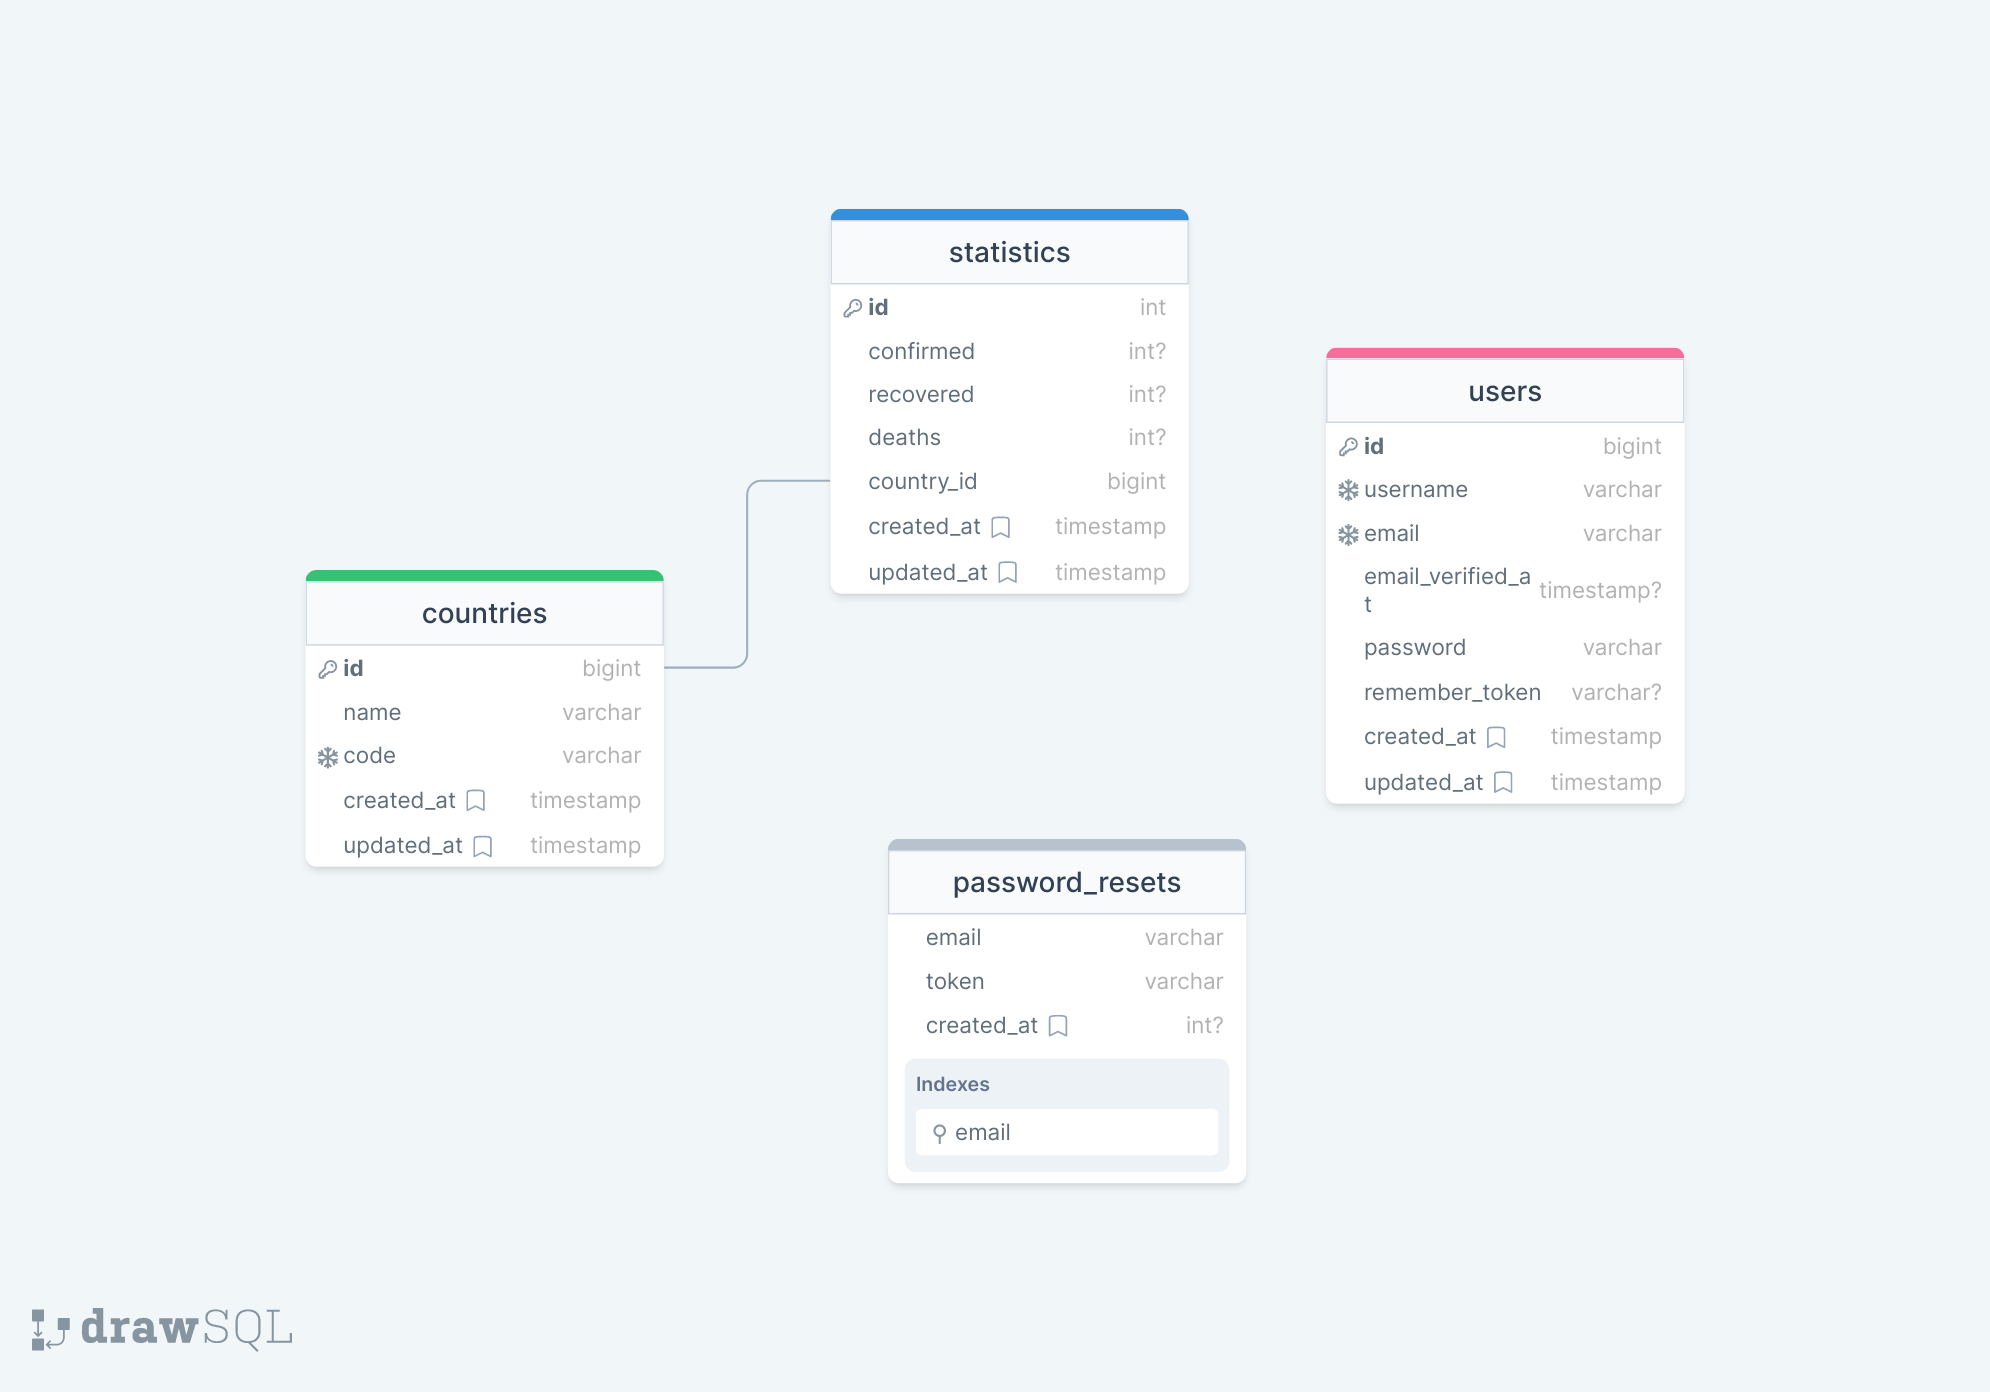 statistics
id int
confirmed int?
recovered int?
deaths int?
country_id bigint
created_at timestamp
updated_at timestamp
users
id bigint
username varchar
email varchar
email_verified_a timestamp?
t
password varchar
remember_token varchar?
created_at timestamp
updated_at timestamp
countries
id bigint
name varchar
code varchar
created_at timestamp
updated_at timestamp
password_resets
email varchar
token varchar
created_at int?
Indexes
email
drawSQL